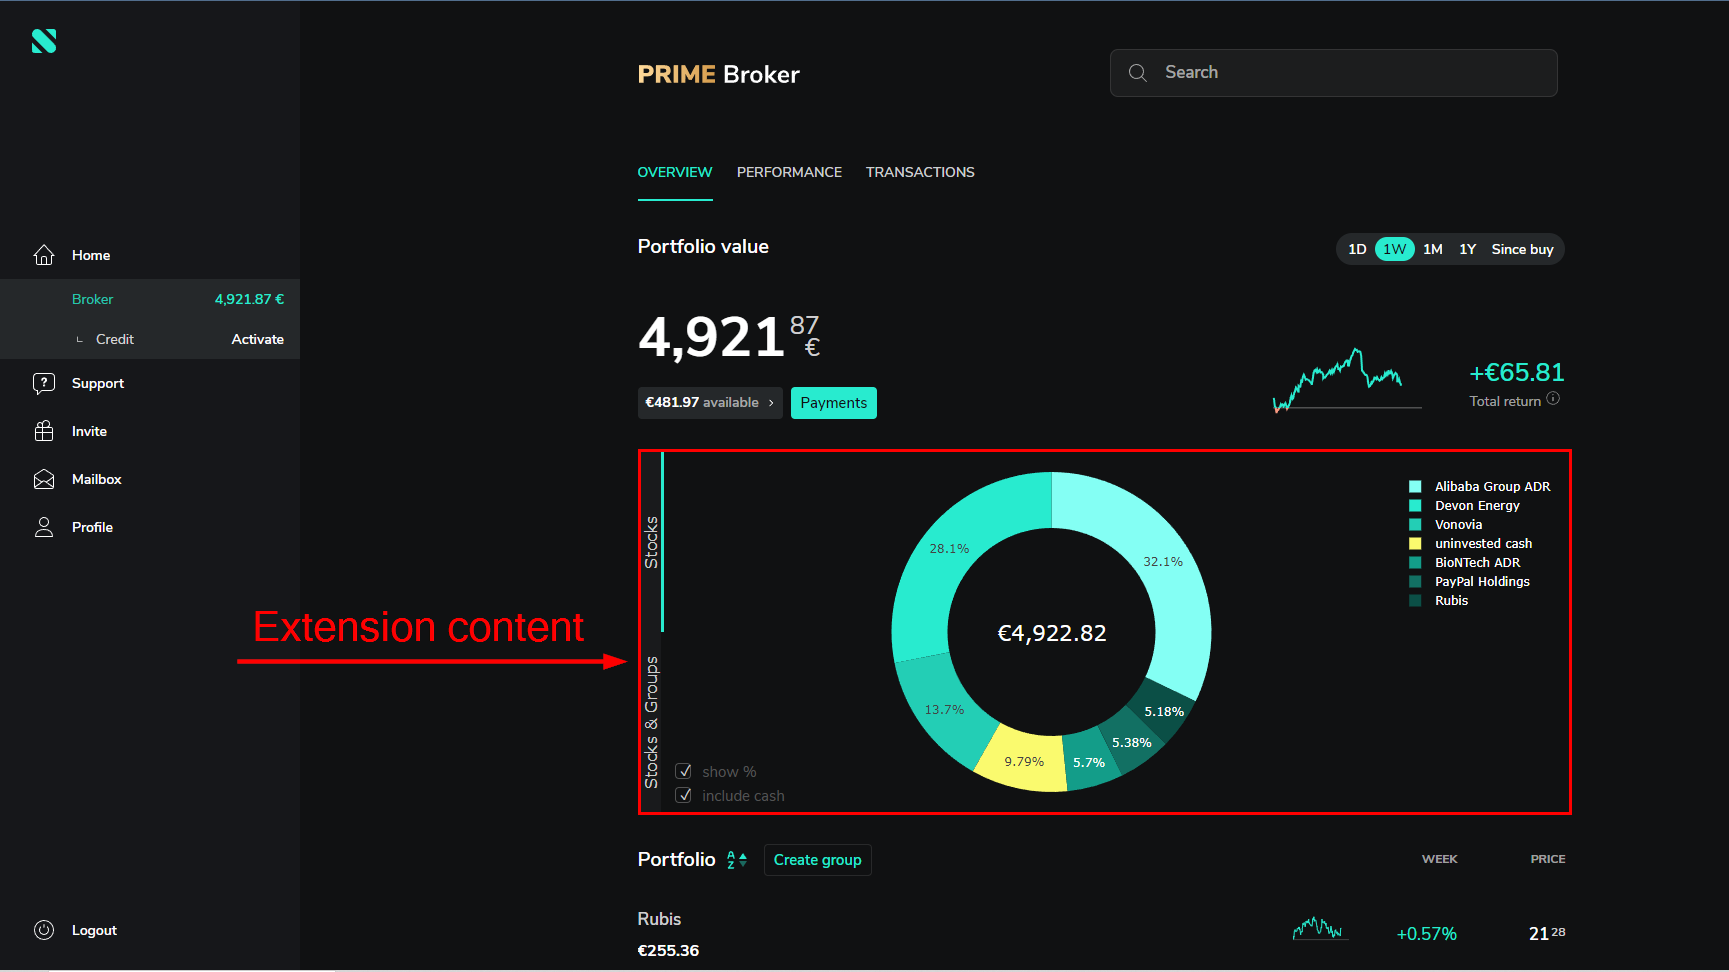 PRIME Broker
Search
OVERVIEW PERFORMANCE TRANSACTIONS
Portfolio value
1D 1W 1M 1Y Since buy
Home
Broker 4,921.87 €
Credit Activate
Support
Invite
Mailbox
Profile
Logout
4,921 87 €
€481.97 available
Payments
+€65.81
Total return
Extension content
Stocks
Stocks & Groups
28.1%
32.1%
13.7%
9.79%
5.7%
5.38%
5.18%
€4,922.82
Alibaba Group ADR
Devon Energy
Vonovia
uninvested cash
BioNTech ADR
PayPal Holdings
Rubis
show %
include cash
Portfolio A Z Create group WEEK PRICE
Rubis
€255.36
+0.57% 21 28